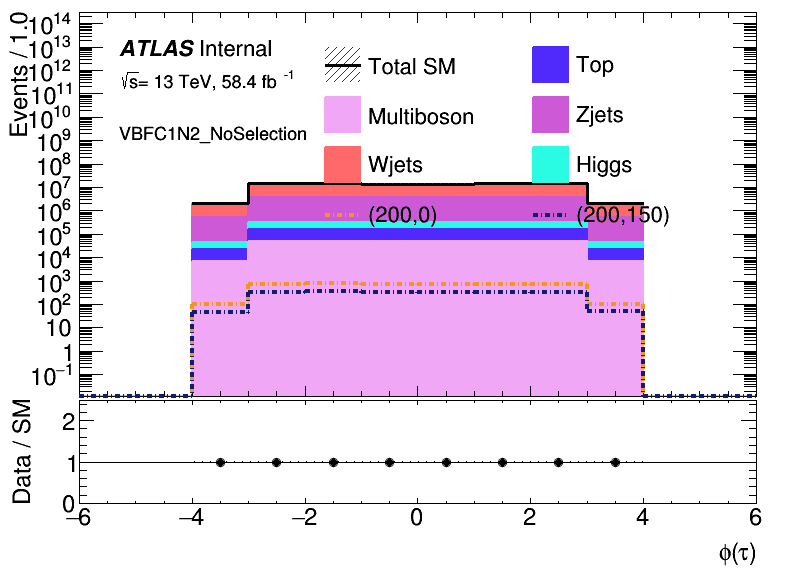 Events / 1.0
10^14
10^13
10^12
10^11
10^10
10^9
10^8
10^7
10^6
10^5
10^4
10^3
10^2
10
1
10^−1
ATLAS Internal
√s= 13 TeV, 58.4 fb^-1
VBFC1N2_NoSelection
Total SM
Top
Multiboson
Zjets
Wjets
Higgs
(200,0)
(200,150)
Data / SM
2
1
0
−6 −4 −2 0 2 4 6
ϕ(τ)